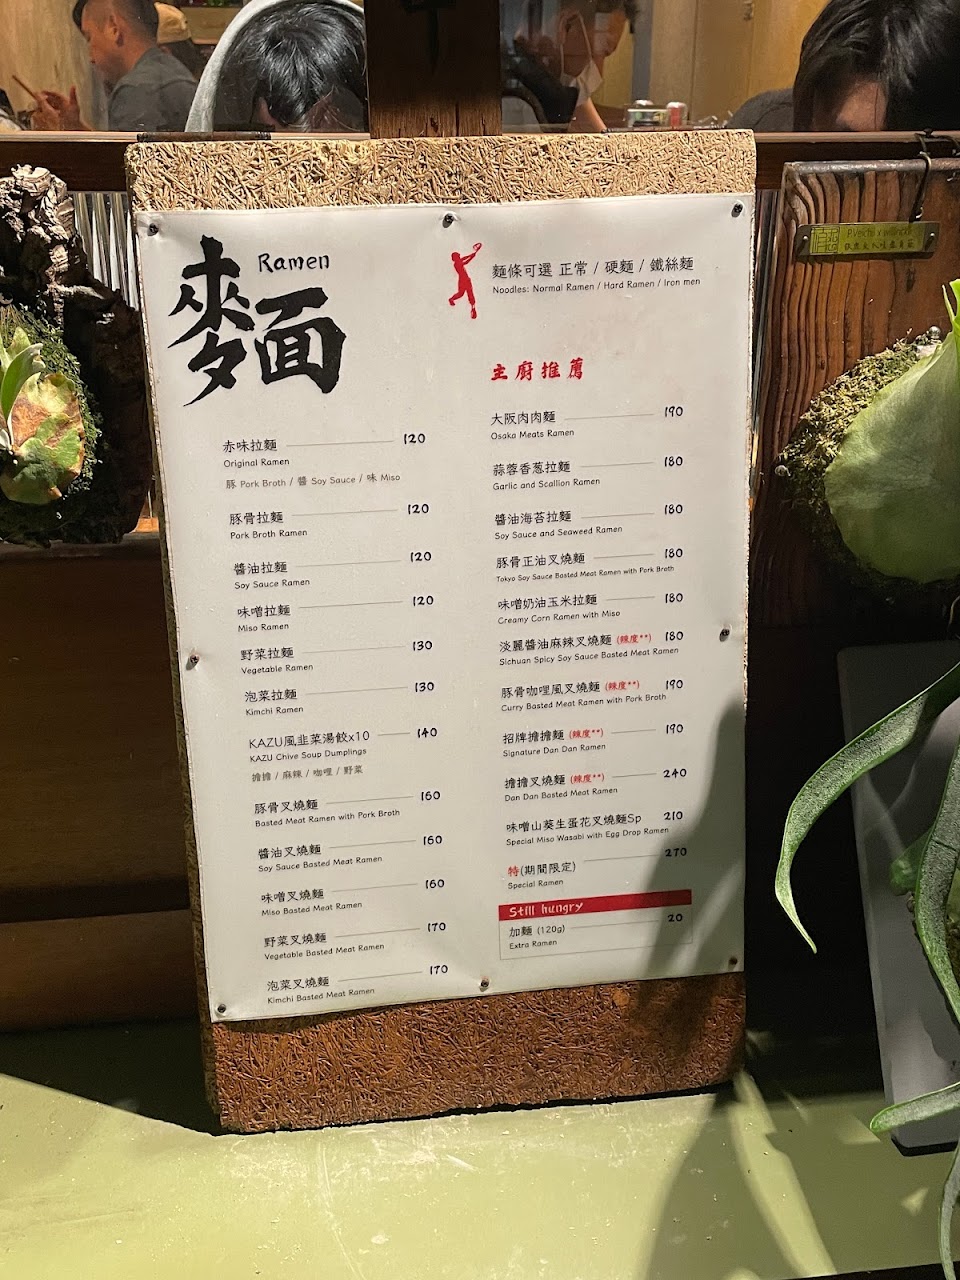 Ramen
麵
赤味拉麵 120
Original Ramen
豚 Pork Broth / 醬 Soy Sauce / 味 Miso
豚骨拉麵 120
Pork Broth Ramen
醬油拉麵 120
Soy Sauce Ramen
味噌拉麵 120
Miso Ramen
野菜拉麵 130
Vegetable Ramen
泡菜拉麵 130
Kimchi Ramen
KAZU風韭菜湯餃x10 140
KAZU Chive Soup Dumplings
擔擔 / 麻辣 / 咖哩 / 野菜
豚骨叉燒麵 160
Basted Meat Ramen with Pork Broth
醬油叉燒麵 160
Soy Sauce Basted Meat Ramen
味噌叉燒麵 160
Miso Basted Meat Ramen
野菜叉燒麵 170
Vegetable Basted Meat Ramen
泡菜叉燒麵 170
Kimchi Basted Meat Ramen
麵條可選 正常 / 硬麵 / 鐵絲麵
Noodles: Normal Ramen / Hard Ramen / Iron men
主廚推薦
大阪肉肉麵 190
Osaka Meats Ramen
蒜蓉香葱拉麵 180
Garlic and Scallion Ramen
醬油海苔拉麵 180
Soy Sauce and Seaweed Ramen
豚骨正油叉燒麵 180
Tokyo Soy Sauce Basted Meat Ramen with Pork Broth
味噌奶油玉米拉麵 180
Creamy Corn Ramen with Miso
淡麗醬油麻辣叉燒麵 (辣度**) 180
Sichuan Spicy Soy Sauce Basted Meat Ramen
豚骨咖哩風叉燒麵 (辣度**) 190
Curry Basted Meat Ramen with Pork Broth
招牌擔擔麵 (辣度**) 190
Signature Dan Dan Ramen
擔擔叉燒麵 (辣度**) 240
Dan Dan Basted Meat Ramen
味噌山葵生蛋花叉燒麵Sp 210
Special Miso Wasabi with Egg Drop Ramen
特(期間限定) 270
Special Ramen
Still hungry
加麵 (120g) 20
Extra Ramen